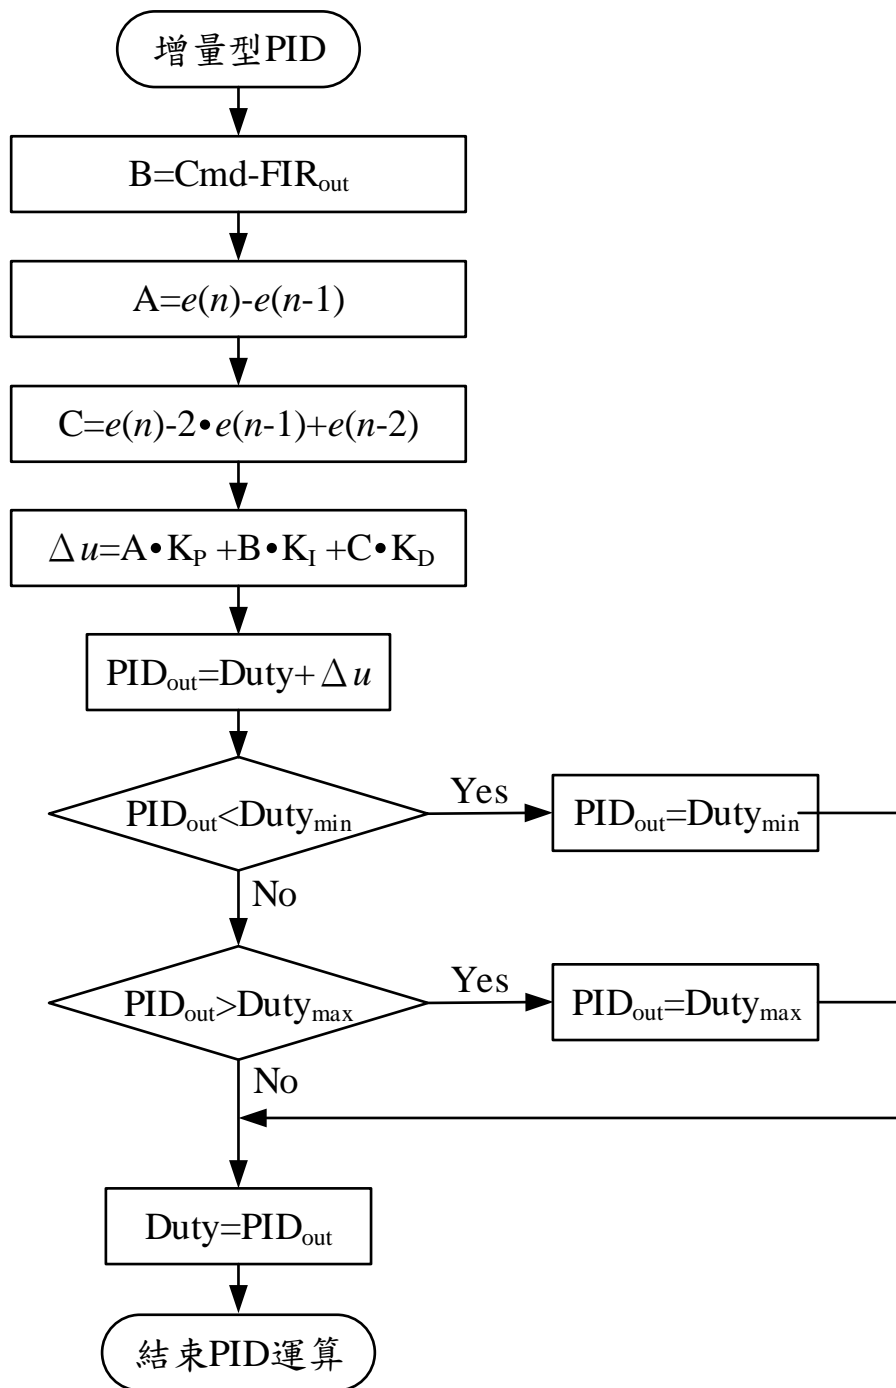 增量型PID
B=Cmd-FIRout
A=e(n)-e(n-1)
C=e(n)-2•e(n-1)+e(n-2)
Δu=A•KP +B•KI +C•KD
PIDout=Duty+Δu
PIDout<Dutymin
Yes
PIDout=Dutymin
No
PIDout>Dutymax
Yes
PIDout=Dutymax
No
Duty=PIDout
結束PID運算